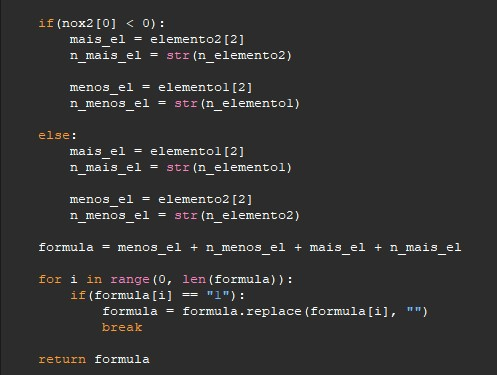 if(nox2[0] < 0):
mais_el = elemento2[2]
n_mais_el = str(n_elemento2)
menos_el = elemento1[2]
n_menos_el = str(n_elemento1)
else:
mais_el = elemento1[2]
n_mais_el = str(n_elemento1)
menos_el = elemento2[2]
n_menos_el = str(n_elemento2)
formula = menos_el + n_menos_el + mais_el + n_mais_el
for i in range(0, len(formula)):
if(formula[i] == "1"):
formula = formula.replace(formula[i], "")
break
return formula